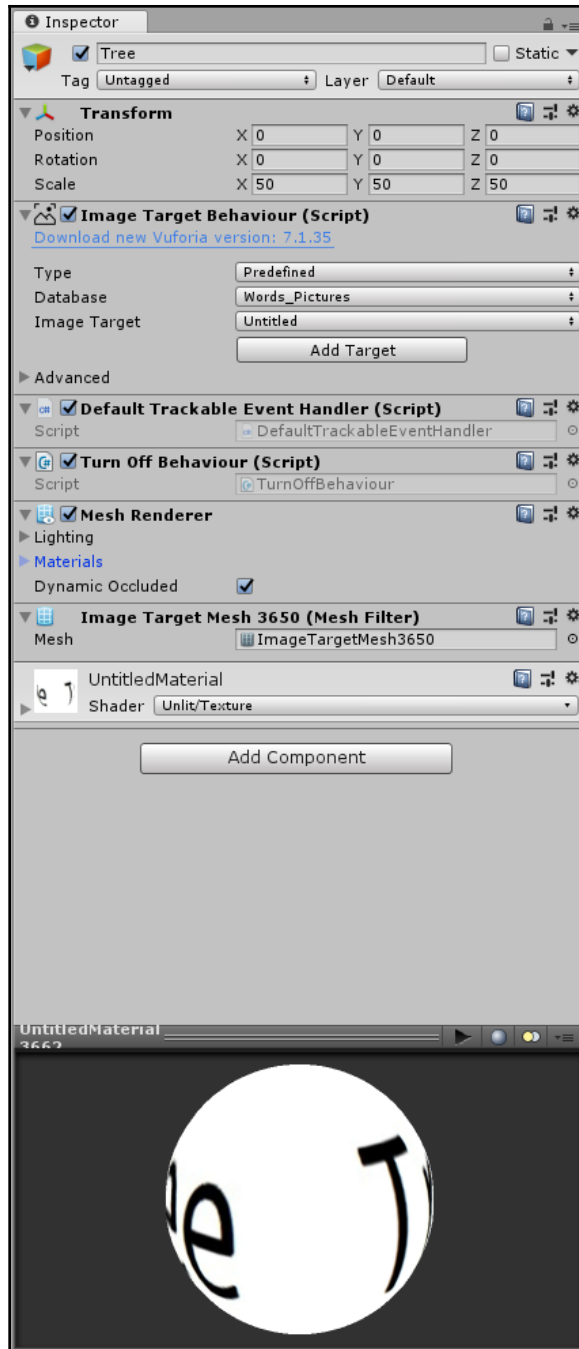 Inspector
Tree Static
Tag Untagged Layer Default
Transform
Position X 0 Y 0 Z 0
Rotation X 0 Y 0 Z 0
Scale X 50 Y 50 Z 50
Image Target Behaviour (Script)
Download new Vuforia version: 7.1.35
Type Predefined
Database Words_Pictures
Image Target Untitled
Add Target
Advanced
Default Trackable Event Handler (Script)
Script DefaultTrackableEventHandler
Turn Off Behaviour (Script)
Script TurnOffBehaviour
Mesh Renderer
Lighting
Materials
Dynamic Occluded
Image Target Mesh 3650 (Mesh Filter)
Mesh ImageTargetMesh3650
e T
UntitledMaterial
Shader Unlit/Texture
Add Component
UntitledMaterial
3662
e T